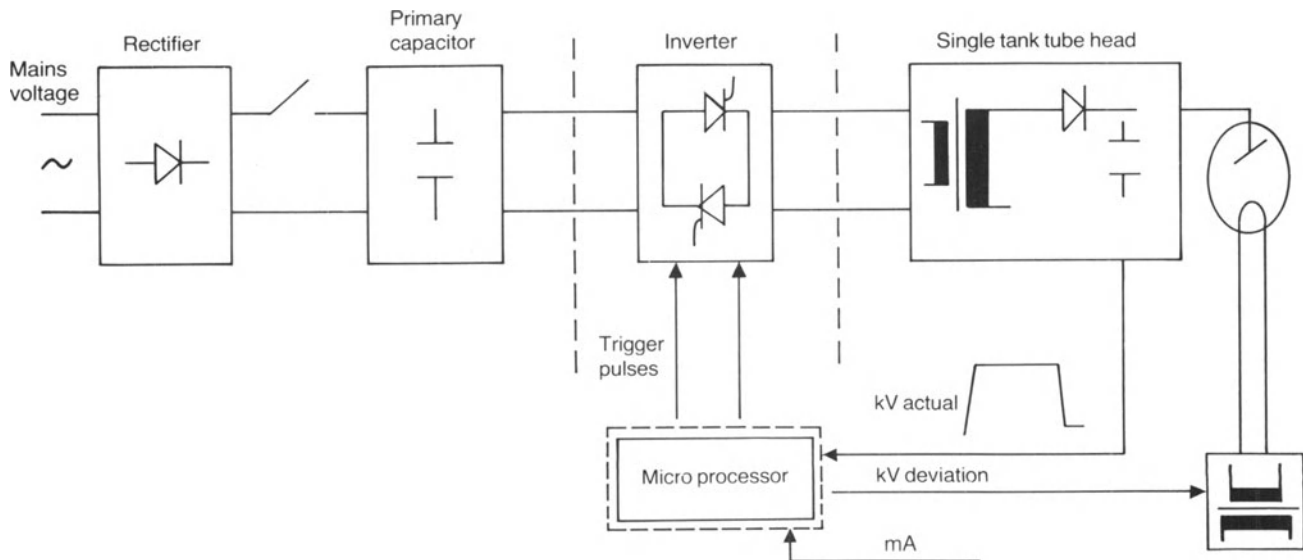 Rectifier
Primary
capacitor
Inverter
Single tank tube head
Mains
voltage
~
Trigger
pulses
kV actual
Micro processor
kV deviation
mA